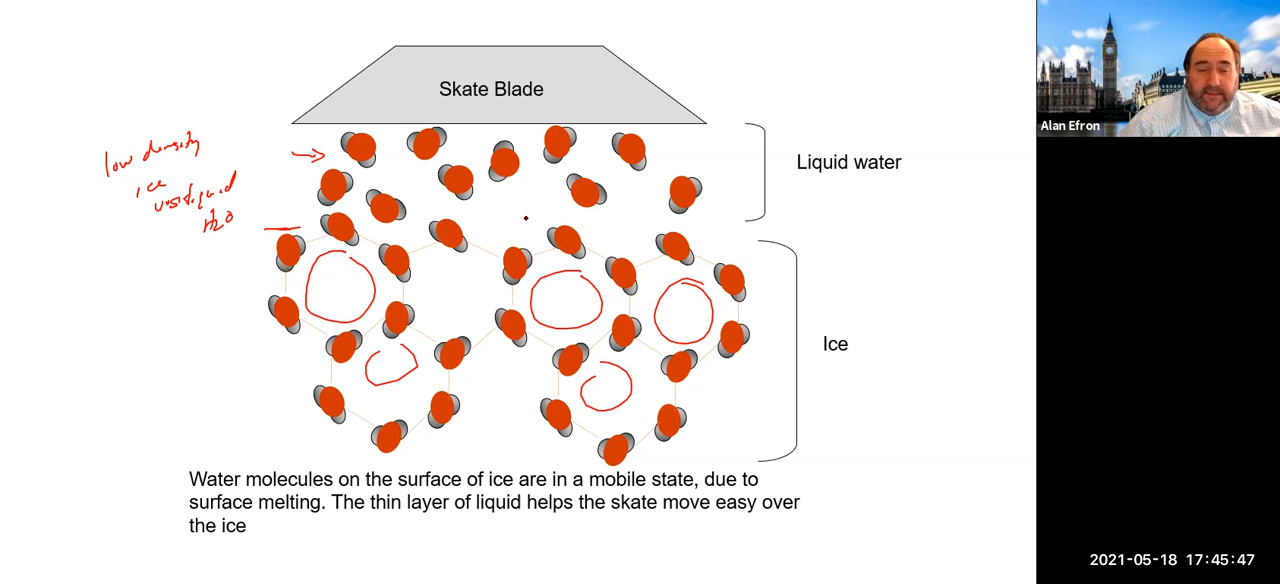 Skate Blade
Alan Efron
low density
ice
H2O
Liquid water
Ice
Water molecules on the surface of ice are in a mobile state, due to
surface melting. The thin layer of liquid helps the skate move easy over
the ice
2021-05-18 17:45:47